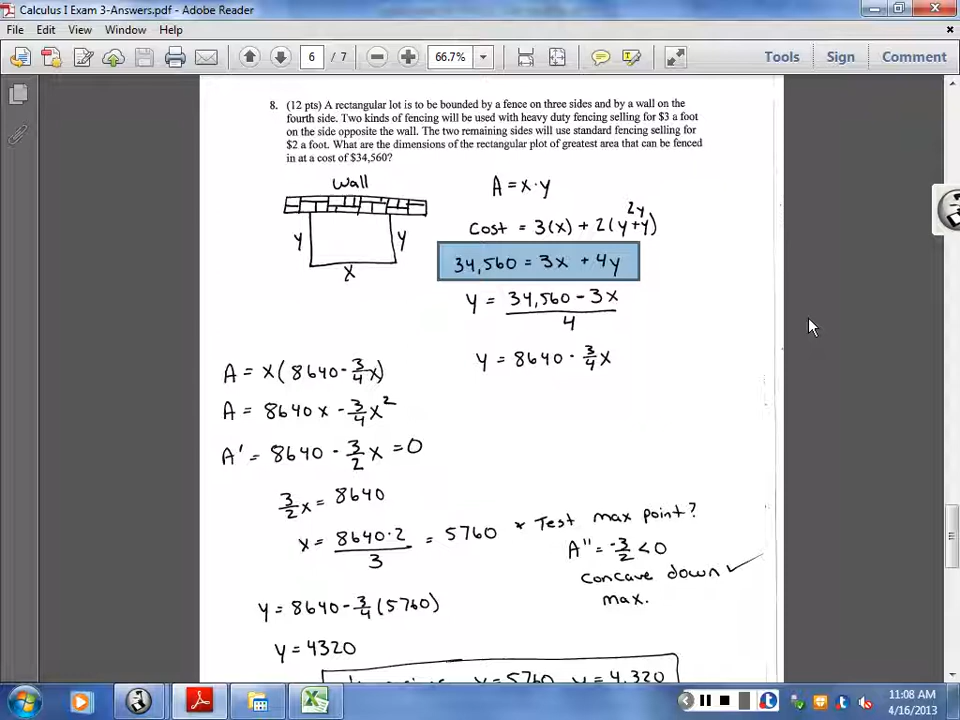 Calculus I Exam 3-Answers.pdf - Adobe Reader
File Edit View Window Help
6 / 7 66.7% Tools Sign Comment
8. (12 pts) A rectangular lot is to be bounded by a fence on three sides and by a wall on the
fourth side. Two kinds of fencing will be used with heavy duty fencing selling for $3 a foot
on the side opposite the wall. The two remaining sides will use standard fencing selling for
$2 a foot. What are the dimensions of the rectangular plot of greatest area that can be fenced
in at a cost of $34,560?
Wall
y y
x
A = x·y
2y
Cost = 3(x) + 2(y+y)
34,560 = 3x + 4y
y = 34,560 - 3x
4
y = 8640 - 3/4 x
A = x(8640 - 3/4 x)
A = 8640x - 3/4 x²
A' = 8640 - 3/2 x = 0
3/2 x = 8640
x = 8640·2 / 3 = 5760
* Test max point?
A'' = -3/2 < 0
Concave down ✓
max.
y = 8640 - 3/4 (5760)
y = 4320
x = 5760 y = 4,320
11:08 AM
4/16/2013